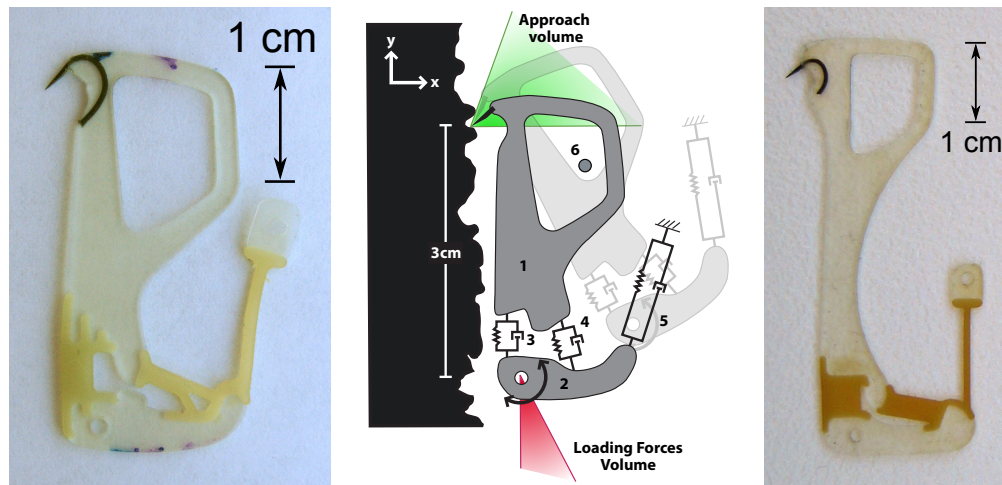 1 cm
Approach
volume
y
x
6
3cm
1
3
4
5
2
Loading Forces
Volume
1 cm